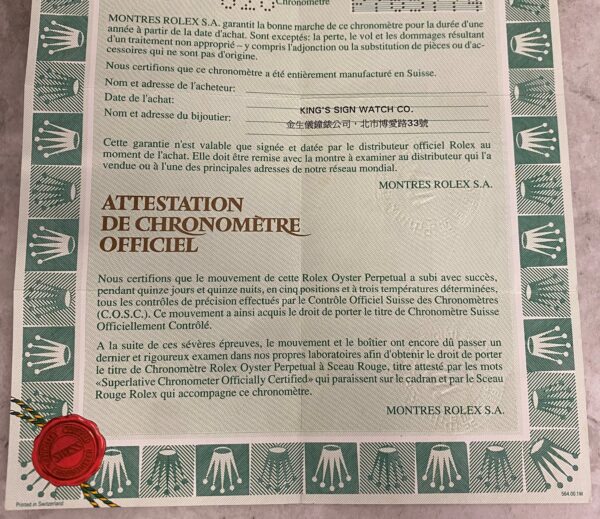 Chronomètre
MONTRES ROLEX S.A. garantit la bonne marche de ce chronomètre pour la durée d'une
année à partir de la date d'achat. Sont exceptés: la perte, le vol et les dommages résultant
d'un traitement non approprié – y compris l'adjonction ou la substitution de pièces ou d'ac-
cessoires qui ne sont pas d'origine.
Nous certifions que ce chronomètre a été entièrement manufacturé en Suisse.
Nom et adresse de l'acheteur:
Date de l'achat:
Nom et adresse du bijoutier:
KING'S SIGN WATCH CO.
金生儀鐘錶公司，北市博愛路33號
Cette garantie n'est valable que signée et datée par le distributeur officiel Rolex au
moment de l'achat. Elle doit être remise avec la montre à examiner au distributeur qui l'a
vendue ou à l'une des principales adresses de notre réseau mondial.
MONTRES ROLEX S.A.
ATTESTATION
DE CHRONOMÈTRE
OFFICIEL
Nous certifions que le mouvement de cette Rolex Oyster Perpetual a subi avec succès,
pendant quinze jours et quinze nuits, en cinq positions et à trois températures déterminées,
tous les contrôles de précision effectués par le Contrôle Officiel Suisse des Chronomètres
(C.O.S.C.). Ce mouvement a ainsi acquis le droit de porter le titre de Chronomètre Suisse
Officiellement Contrôlé.
A la suite de ces sévères épreuves, le mouvement et le boîtier ont encore dû passer un
dernier et rigoureux examen dans nos propres laboratoires afin d'obtenir le droit de porter
le titre de Chronomètre Rolex Oyster Perpetual à Sceau Rouge, titre attesté par les mots
«Superlative Chronometer Officially Certified» qui paraissent sur le cadran et par le Sceau
Rouge Rolex qui accompagne ce chronomètre.
MONTRES ROLEX S.A.
Printed in Switzerland
564.00.1M